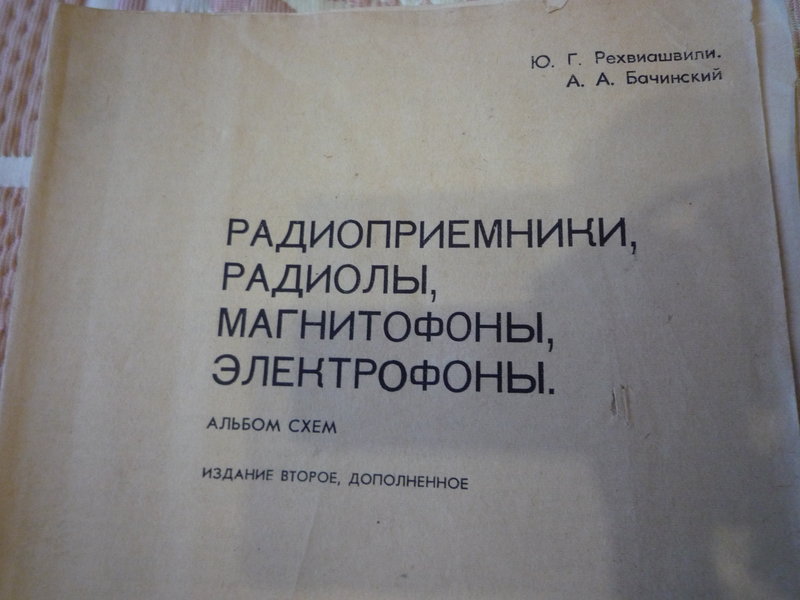 Ю. Г. Рехвиашвили.
А. А. Бачинский
РАДИОПРИЕМНИКИ,
РАДИОЛЫ,
МАГНИТОФОНЫ,
ЭЛЕКТРОФОНЫ.
АЛЬБОМ СХЕМ
ИЗДАНИЕ ВТОРОЕ, ДОПОЛНЕННОЕ